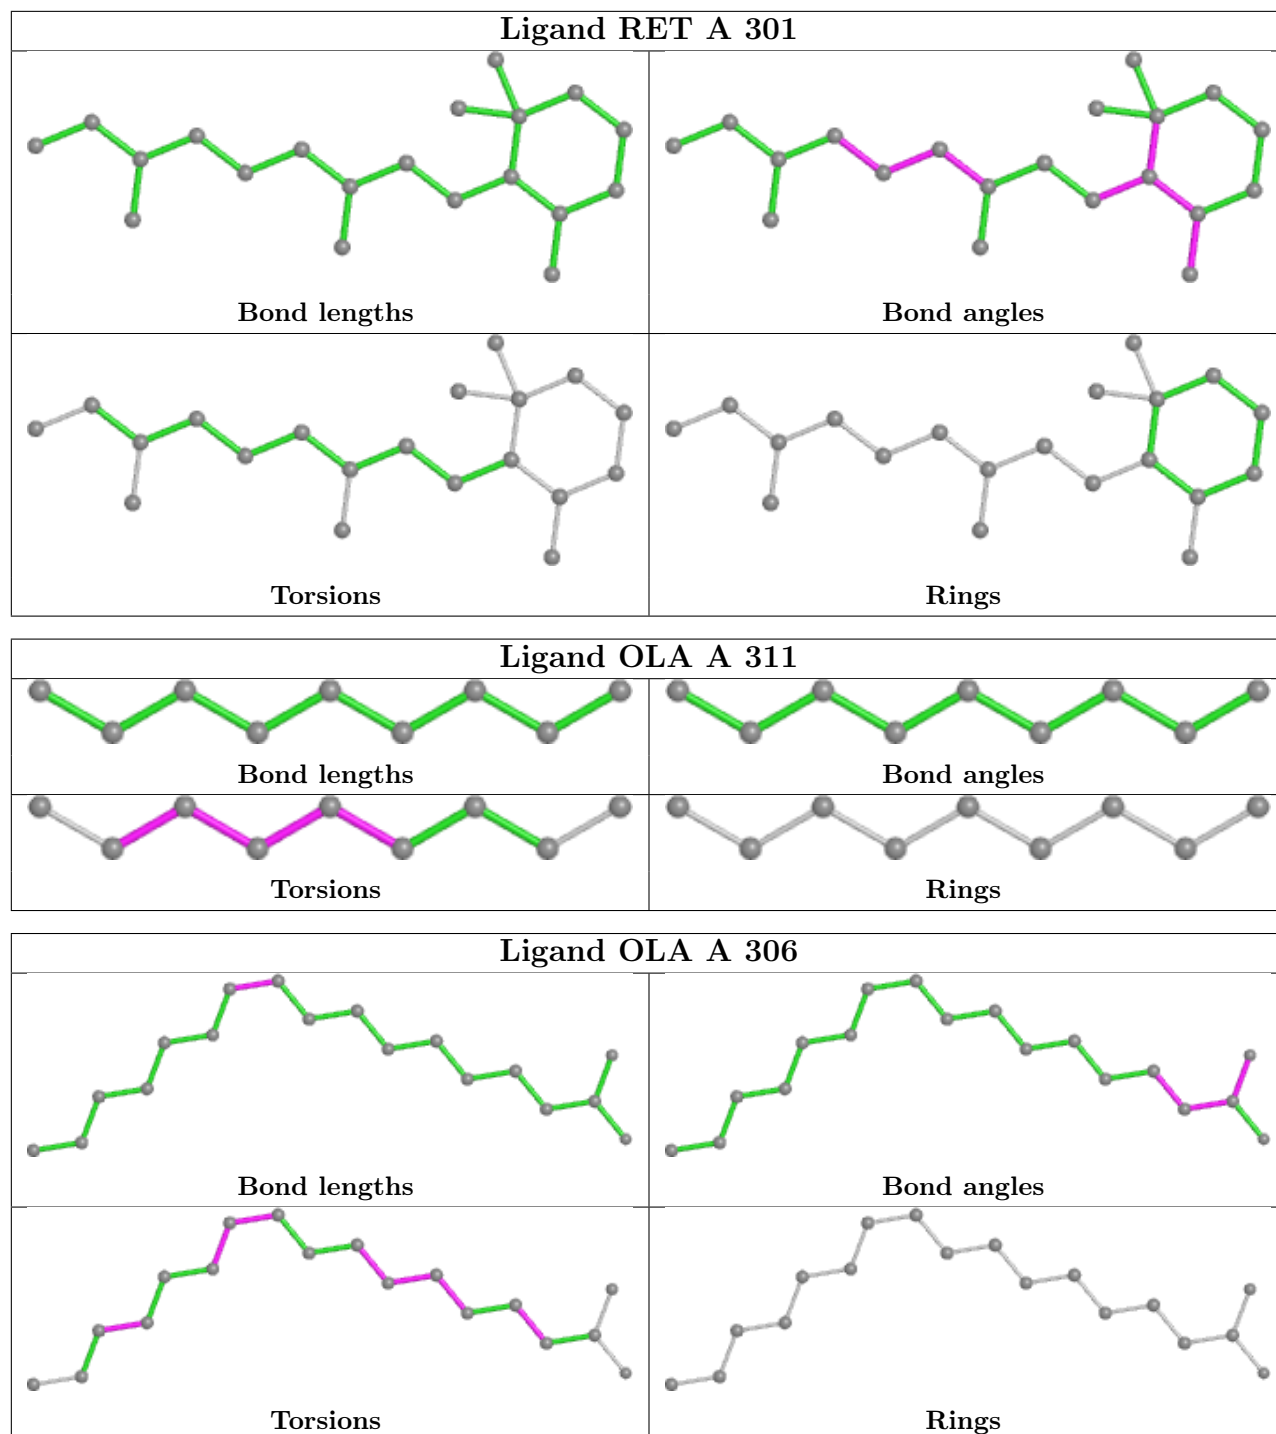 Ligand RET A 301
Bond lengths
Bond angles
Torsions
Rings
Ligand OLA A 311
Bond lengths
Bond angles
Torsions
Rings
Ligand OLA A 306
Bond lengths
Bond angles
Torsions
Rings